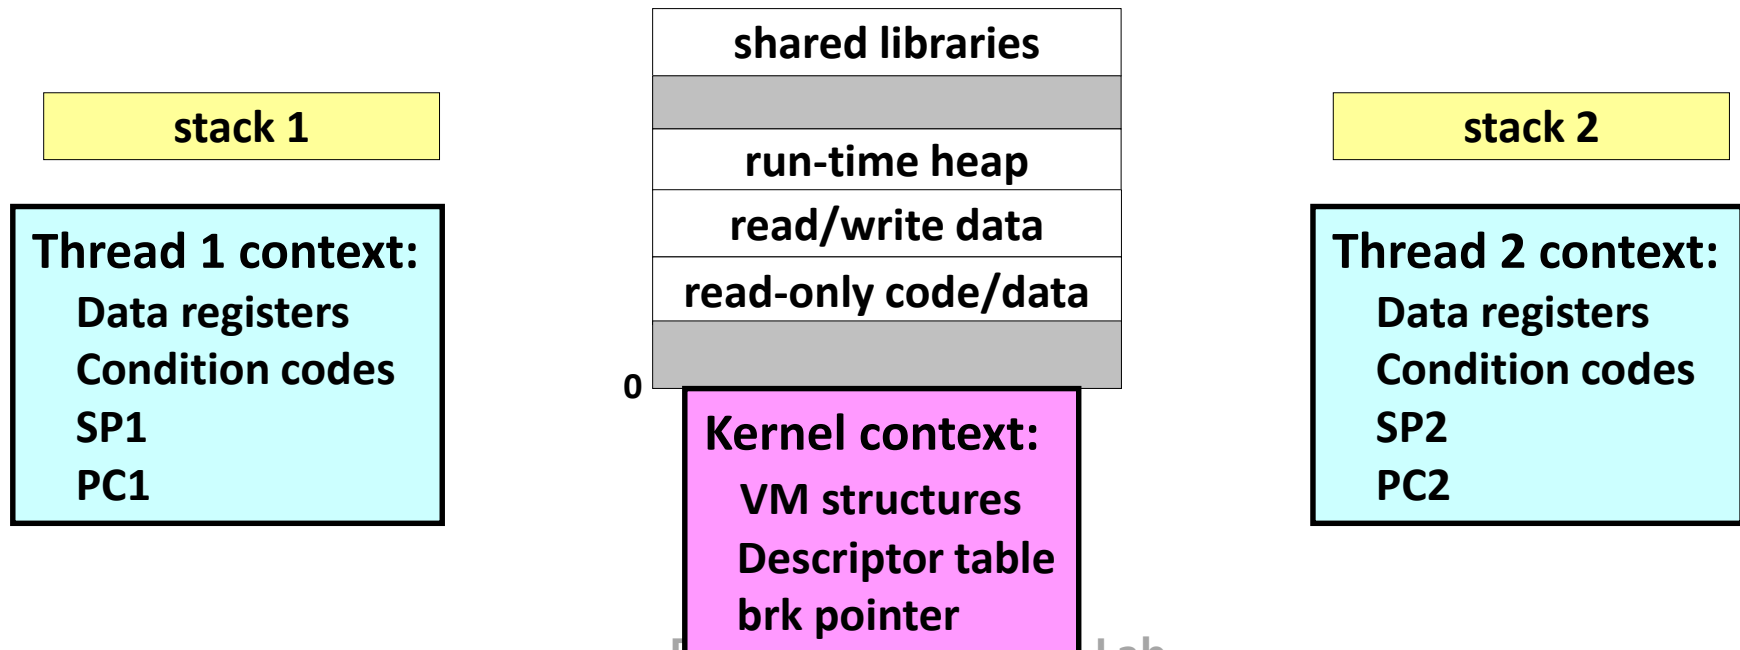 shared libraries
stack 1
run-time heap
read/write data
read-only code/data
0
stack 2
Thread 1 context:
Data registers
Condition codes
SP1
PC1
Kernel context:
VM structures
Descriptor table
brk pointer
Thread 2 context:
Data registers
Condition codes
SP2
PC2